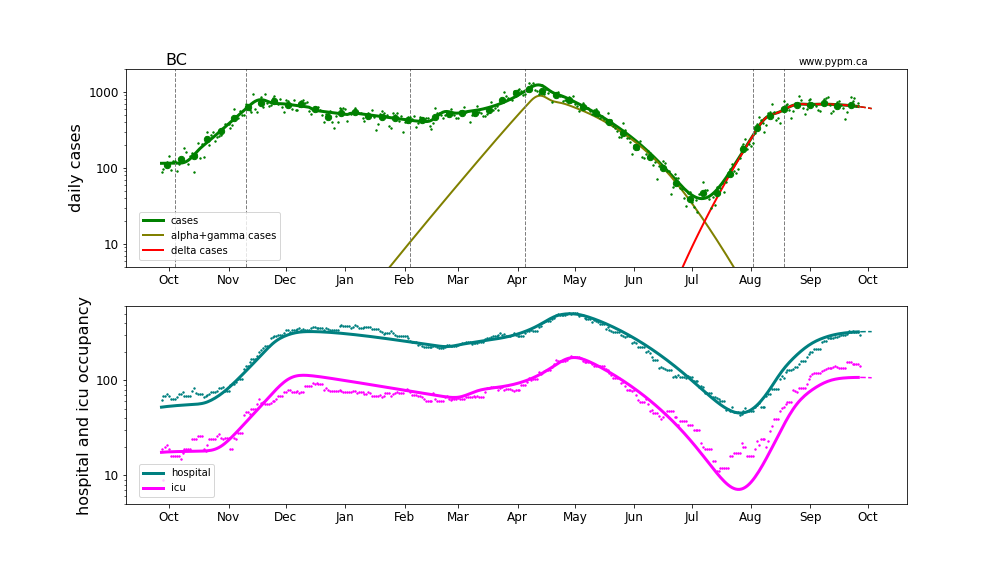 BC
www.pypm.ca
daily cases
1000
100
10
cases
alpha+gamma cases
delta cases
Oct Nov Dec Jan Feb Mar Apr May Jun Jul Aug Sep Oct
hospital and icu occupancy
100
10
hospital
icu
Oct Nov Dec Jan Feb Mar Apr May Jun Jul Aug Sep Oct